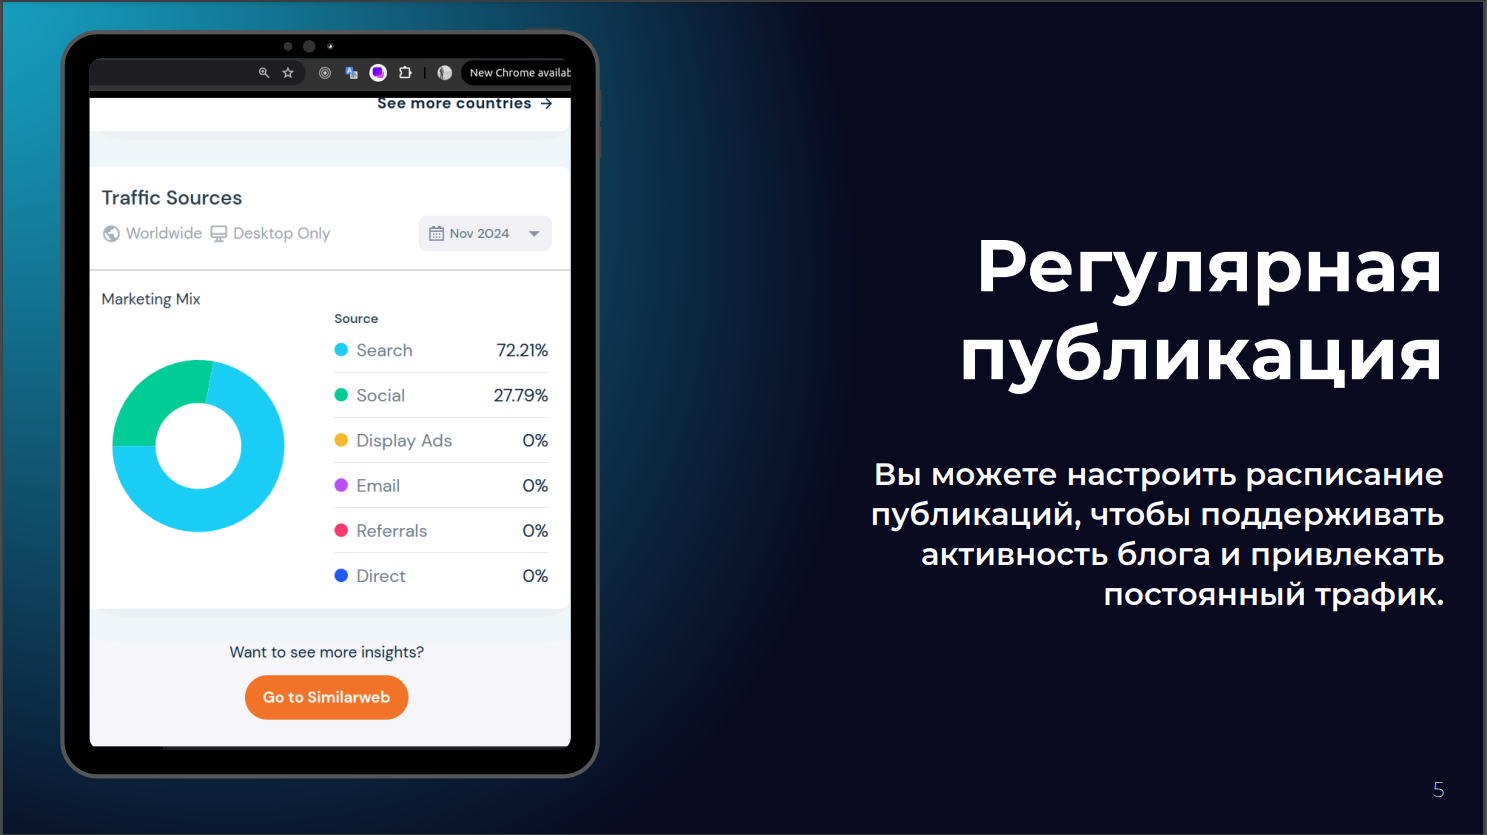 New Chrome availab
See more countries →
Traffic Sources
Worldwide Desktop Only
Nov 2024
Marketing Mix
Source
Search 72.21%
Social 27.79%
Display Ads 0%
Email 0%
Referrals 0%
Direct 0%
Want to see more insights?
Go to Similarweb
Регулярная
публикация
Вы можете настроить расписание
публикаций, чтобы поддерживать
активность блога и привлекать
постоянный трафик.
5